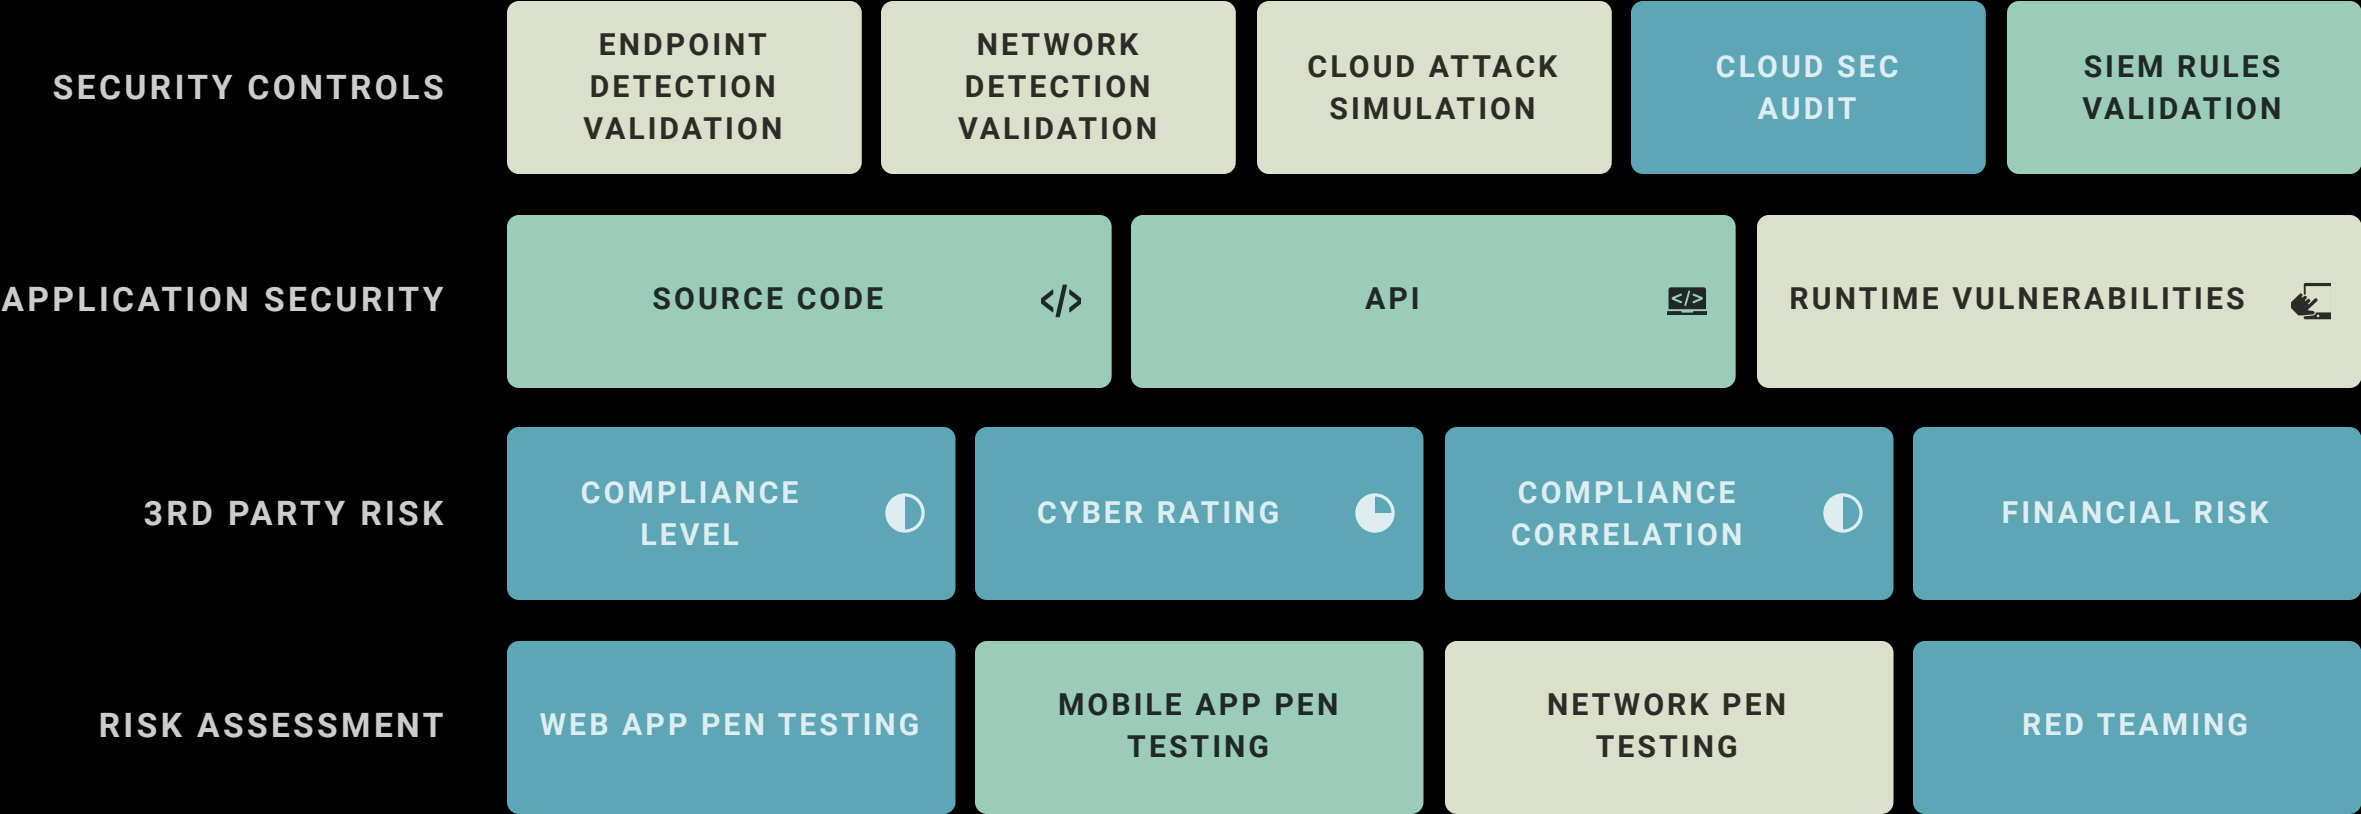 SECURITY CONTROLS
ENDPOINT
DETECTION
VALIDATION
NETWORK
DETECTION
VALIDATION
CLOUD ATTACK
SIMULATION
CLOUD SEC
AUDIT
SIEM RULES
VALIDATION
APPLICATION SECURITY
SOURCE CODE
</>
API
</>
RUNTIME VULNERABILITIES
3RD PARTY RISK
COMPLIANCE
LEVEL
CYBER RATING
COMPLIANCE
CORRELATION
FINANCIAL RISK
RISK ASSESSMENT
WEB APP PEN TESTING
MOBILE APP PEN
TESTING
NETWORK PEN
TESTING
RED TEAMING